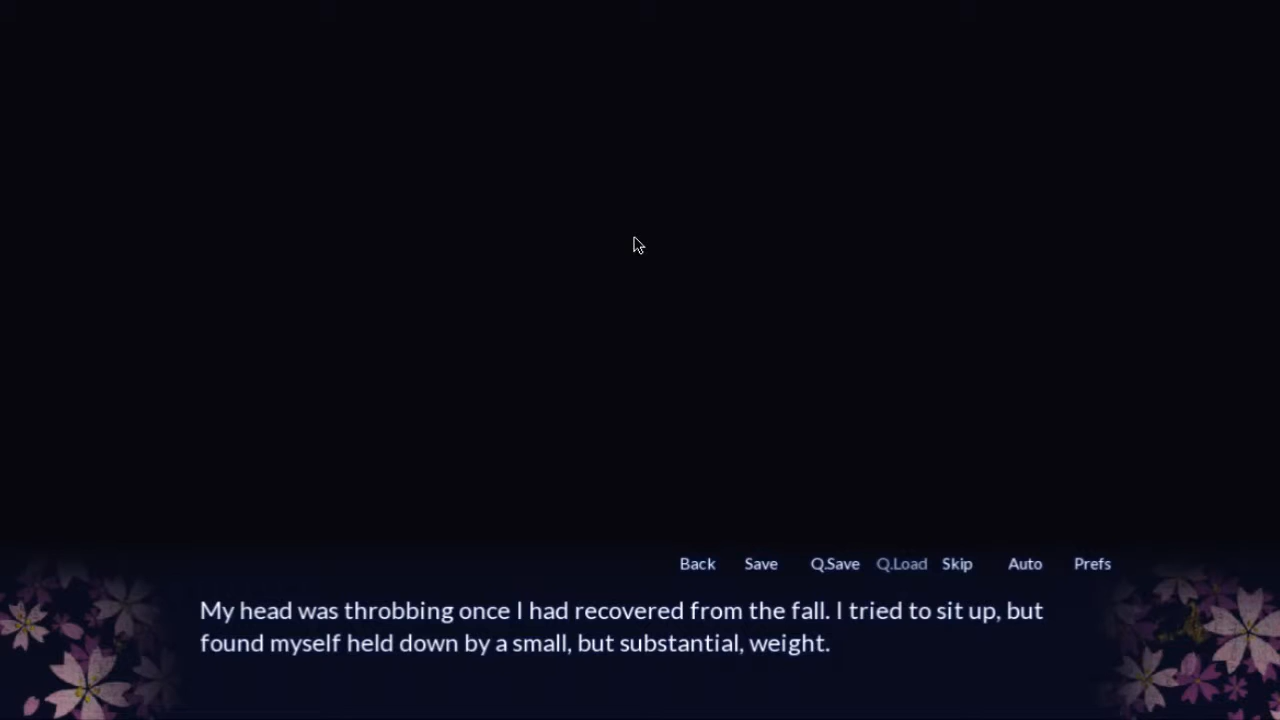 Back Save Q.Save Q.Load Skip Auto Prefs
My head was throbbing once I had recovered from the fall. I tried to sit up, but
found myself held down by a small, but substantial, weight.